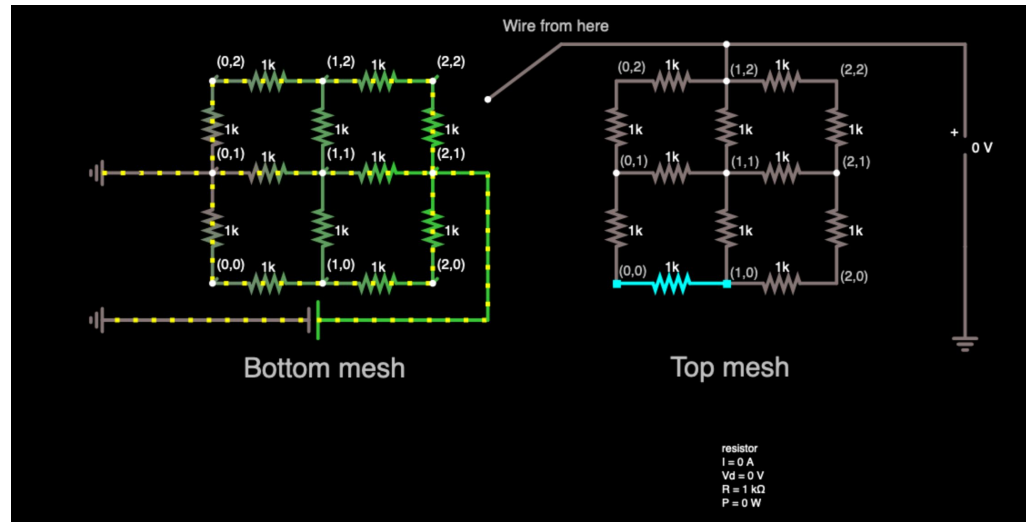 Wire from here
(0,2) 1k (1,2) 1k (2,2)
1k 1k 1k
(0,1) 1k (1,1) 1k (2,1)
1k 1k 1k
(0,0) 1k (1,0) 1k (2,0)
Bottom mesh
(0,2) 1k (1,2) 1k (2,2)
1k 1k 1k
(0,1) 1k (1,1) 1k (2,1)
1k 1k 1k
(0,0) 1k (1,0) 1k (2,0)
Top mesh
+
0 V
resistor
I = 0 A
Vd = 0 V
R = 1 kΩ
P = 0 W